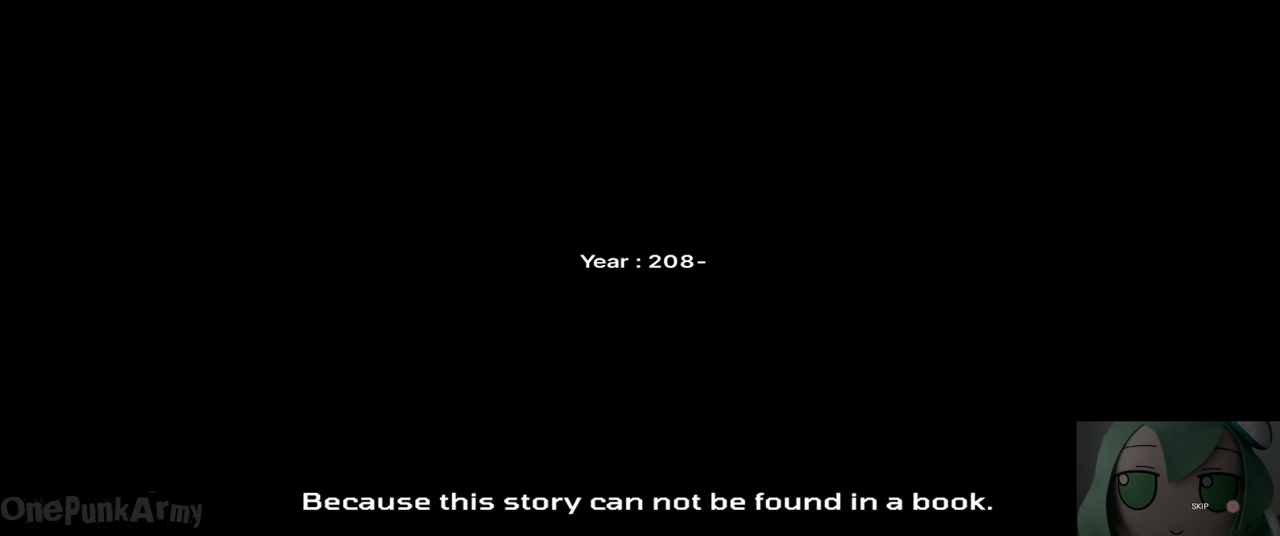 Year : 208-
Because this story can not be found in a book.
OnePunkArmy
SKIP